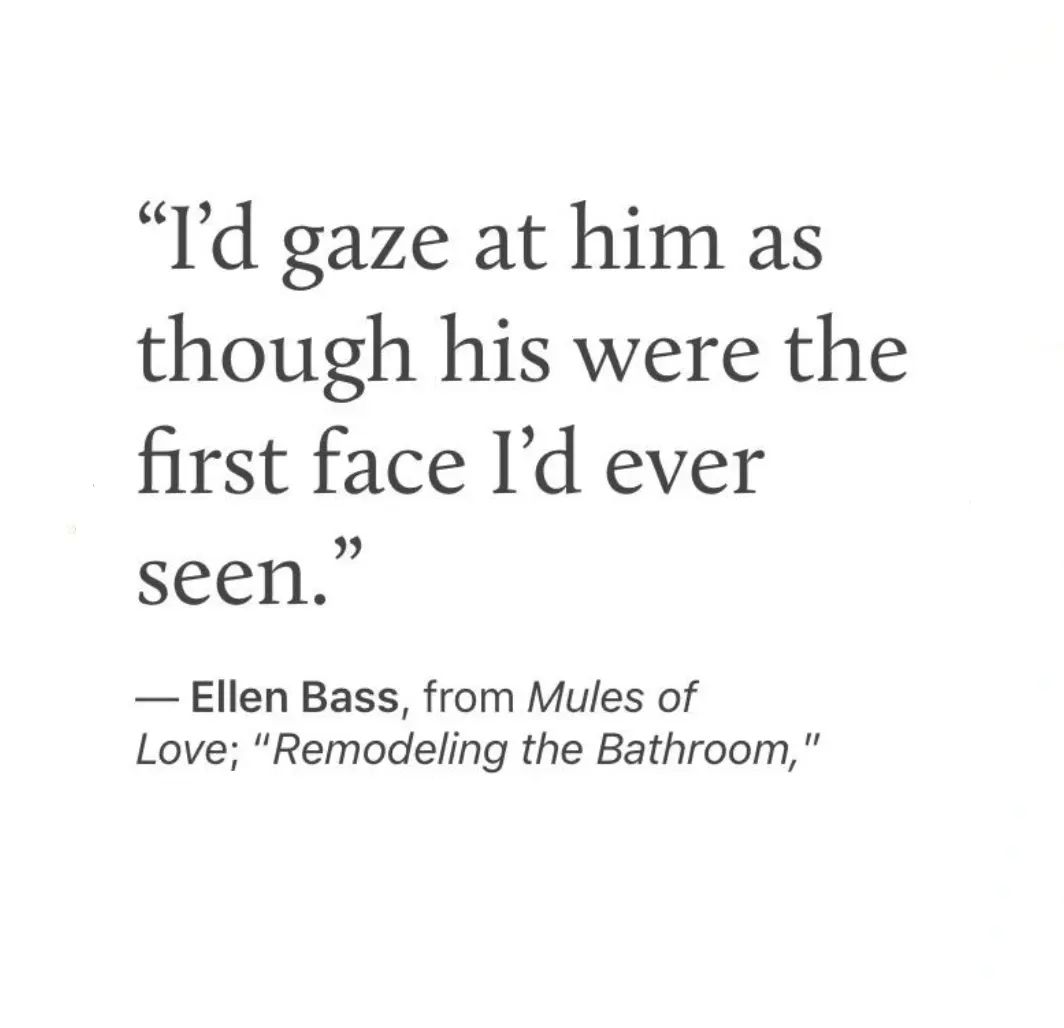 “I’d gaze at him as
though his were the
first face I’d ever
seen.”
— Ellen Bass, from Mules of
Love; "Remodeling the Bathroom,"